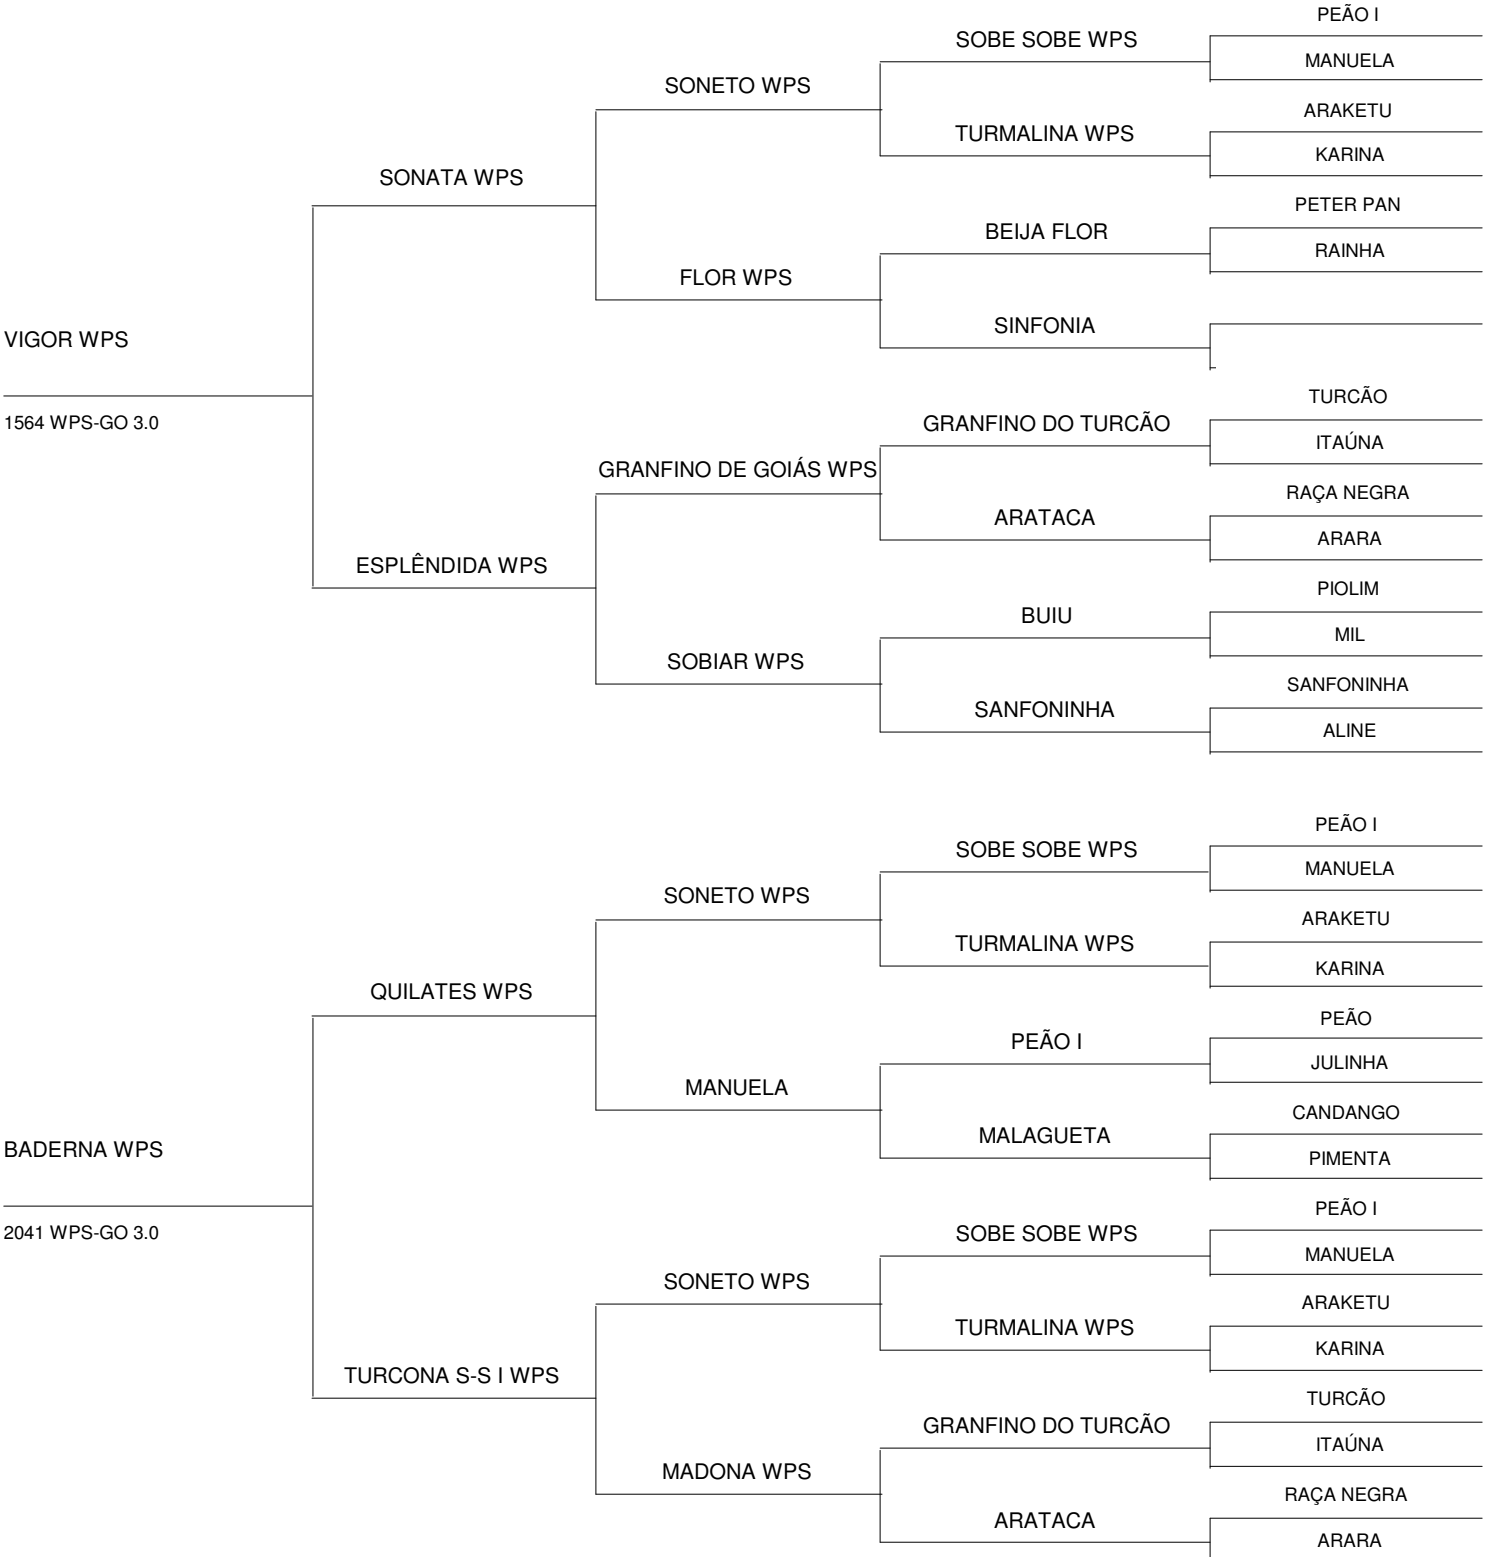 PEÃO I
SOBE SOBE WPS
MANUELA
SONETO WPS
ARAKETU
TURMALINA WPS
KARINA
SONATA WPS
PETER PAN
BEIJA FLOR
RAINHA
FLOR WPS
SINFONIA
VIGOR WPS
1564 WPS-GO 3.0
TURCÃO
GRANFINO DO TURCÃO
ITAÚNA
GRANFINO DE GOIÁS WPS
RAÇA NEGRA
ARATACA
ARARA
ESPLÊNDIDA WPS
PIOLIM
BUIU
MIL
SOBIAR WPS
SANFONINHA
SANFONINHA
ALINE
PEÃO I
SOBE SOBE WPS
MANUELA
SONETO WPS
ARAKETU
TURMALINA WPS
KARINA
QUILATES WPS
PEÃO
PEÃO I
JULINHA
MANUELA
CANDANGO
MALAGUETA
PIMENTA
BADERNA WPS
2041 WPS-GO 3.0
PEÃO I
SOBE SOBE WPS
MANUELA
SONETO WPS
ARAKETU
TURMALINA WPS
KARINA
TURCONA S-S I WPS
TURCÃO
GRANFINO DO TURCÃO
ITAÚNA
MADONA WPS
RAÇA NEGRA
ARATACA
ARARA